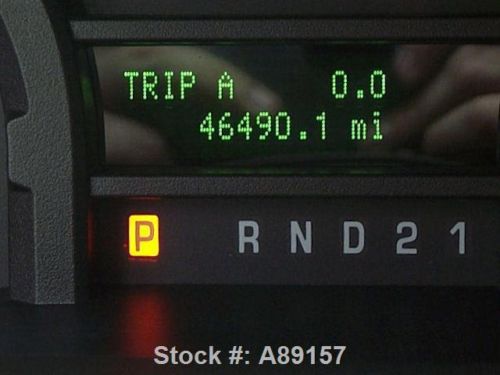 TRIP A 0.0
46490.1 mi
P R N D 2 1
Stock #: A89157